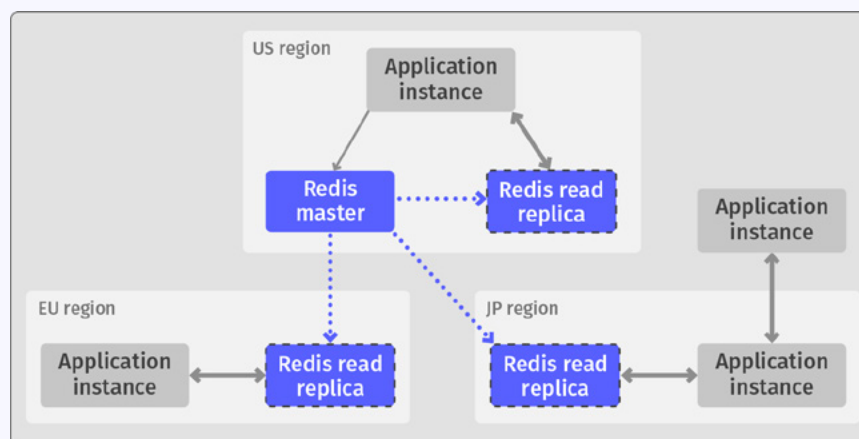 US region
Application
instance
Redis
master
Redis read
replica
Application
instance
EU region
Application
instance
Redis read
replica
JP region
Redis read
replica
Application
instance